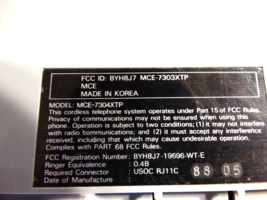 FCC ID: BYH8J7 MCE-7303XTP
MCE
MADE IN KOREA
MODEL: MCE-7304XTP
This cordless telephone system operates under Part 15 of FCC Rules.
Privacy of communications may not be ensured when using this phone.
Operation is subject to two conditions: (1) it may not interfere
with radio bommunications; and (2) it must accept any interference
received, including that may cause undesirable operation.
Complies with PART 68 FCC Rules.
FCC Registration Number: BYH8J7-19696-WT-E
Ringer Equivalence : 0.4B
Required Connector : USOC RJ11C
Date of Manufacture : 88 05